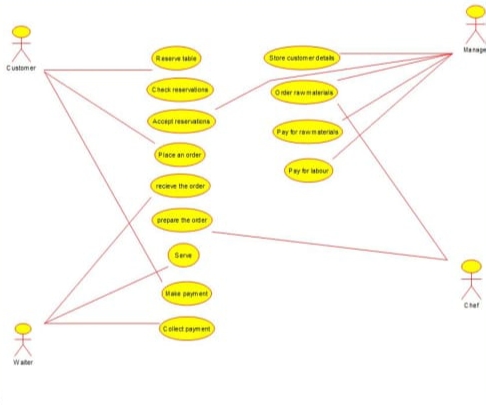 Customer
Reserve table
Check reservations
Accept reservations
Place an order
recieve the order
prepare the order
Serve
Make payment
Collect payment
Waiter
Store customer details
Order raw materials
Pay for raw materials
Pay for labour
Manage
Chef